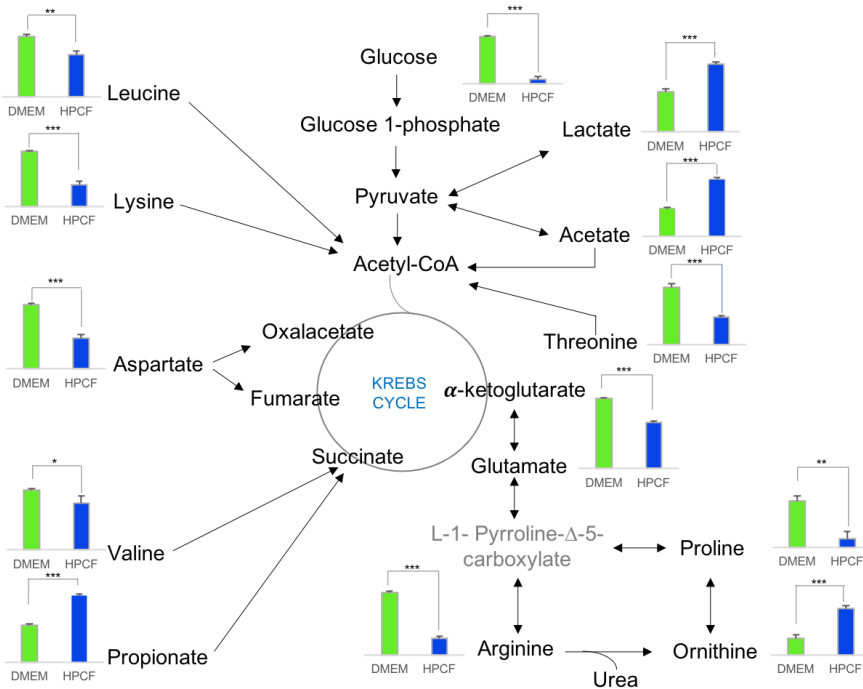 **
DMEM HPCF
Leucine
***
DMEM HPCF
Lysine
***
DMEM HPCF
Aspartate
*
DMEM HPCF
Valine
***
DMEM HPCF
Propionate
Glucose
***
DMEM HPCF
Glucose 1-phosphate
Pyruvate
Acetyl-CoA
Lactate
***
DMEM HPCF
Acetate
***
DMEM HPCF
Threonine
***
DMEM HPCF
Oxalacetate
Fumarate
Succinate
KREBS
CYCLE
α-ketoglutarate
***
DMEM HPCF
Glutamate
L-1- Pyrroline-Δ-5-
carboxylate
Proline
**
DMEM HPCF
***
DMEM HPCF
Arginine
Urea
Ornithine
***
DMEM HPCF